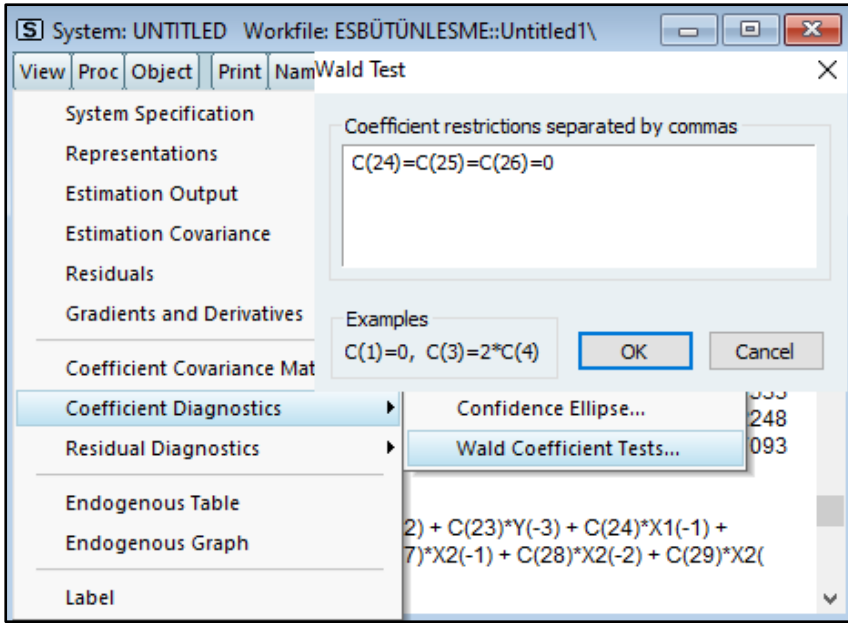 System: UNTITLED Workfile: ESBÜTÜNLESME::Untitled1\
View Proc Object Print Nam
Wald Test
System Specification
Representations
Estimation Output
Estimation Covariance
Residuals
Gradients and Derivatives
Coefficient Covariance Mat
Coefficient Diagnostics
Residual Diagnostics
Endogenous Table
Endogenous Graph
Label
Coefficient restrictions separated by commas
C(24)=C(25)=C(26)=0
Examples
C(1)=0, C(3)=2*C(4)
OK
Cancel
Confidence Ellipse...
Wald Coefficient Tests...
248
093
2) + C(23)*Y(-3) + C(24)*X1(-1) +
7)*X2(-1) + C(28)*X2(-2) + C(29)*X2(